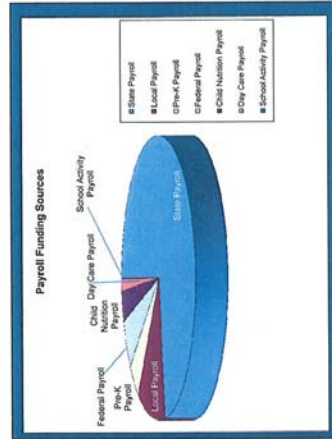 Payroll Funding Sources
School Activity
Payroll
Day Care Payroll
Child
Nutrition
Payroll
Federal Payroll
Pre-K
Payroll
Local Payroll
State Payroll
State Payroll
Local Payroll
Pre-K Payroll
Federal Payroll
Child Nutrition Payroll
Day Care Payroll
School Activity Payroll